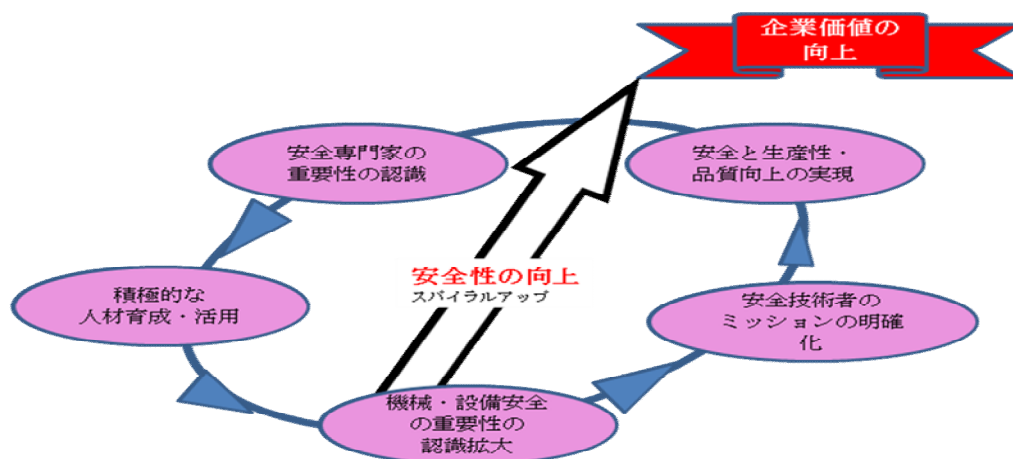 企業価値の
向上
安全専門家の
重要性の認識
安全と生産性・
品質向上の実現
安全性の向上
スパイラルアップ
積極的な
人材育成・活用
安全技術者の
ミッションの明確
化
機械・設備安全
の重要性の
認識拡大